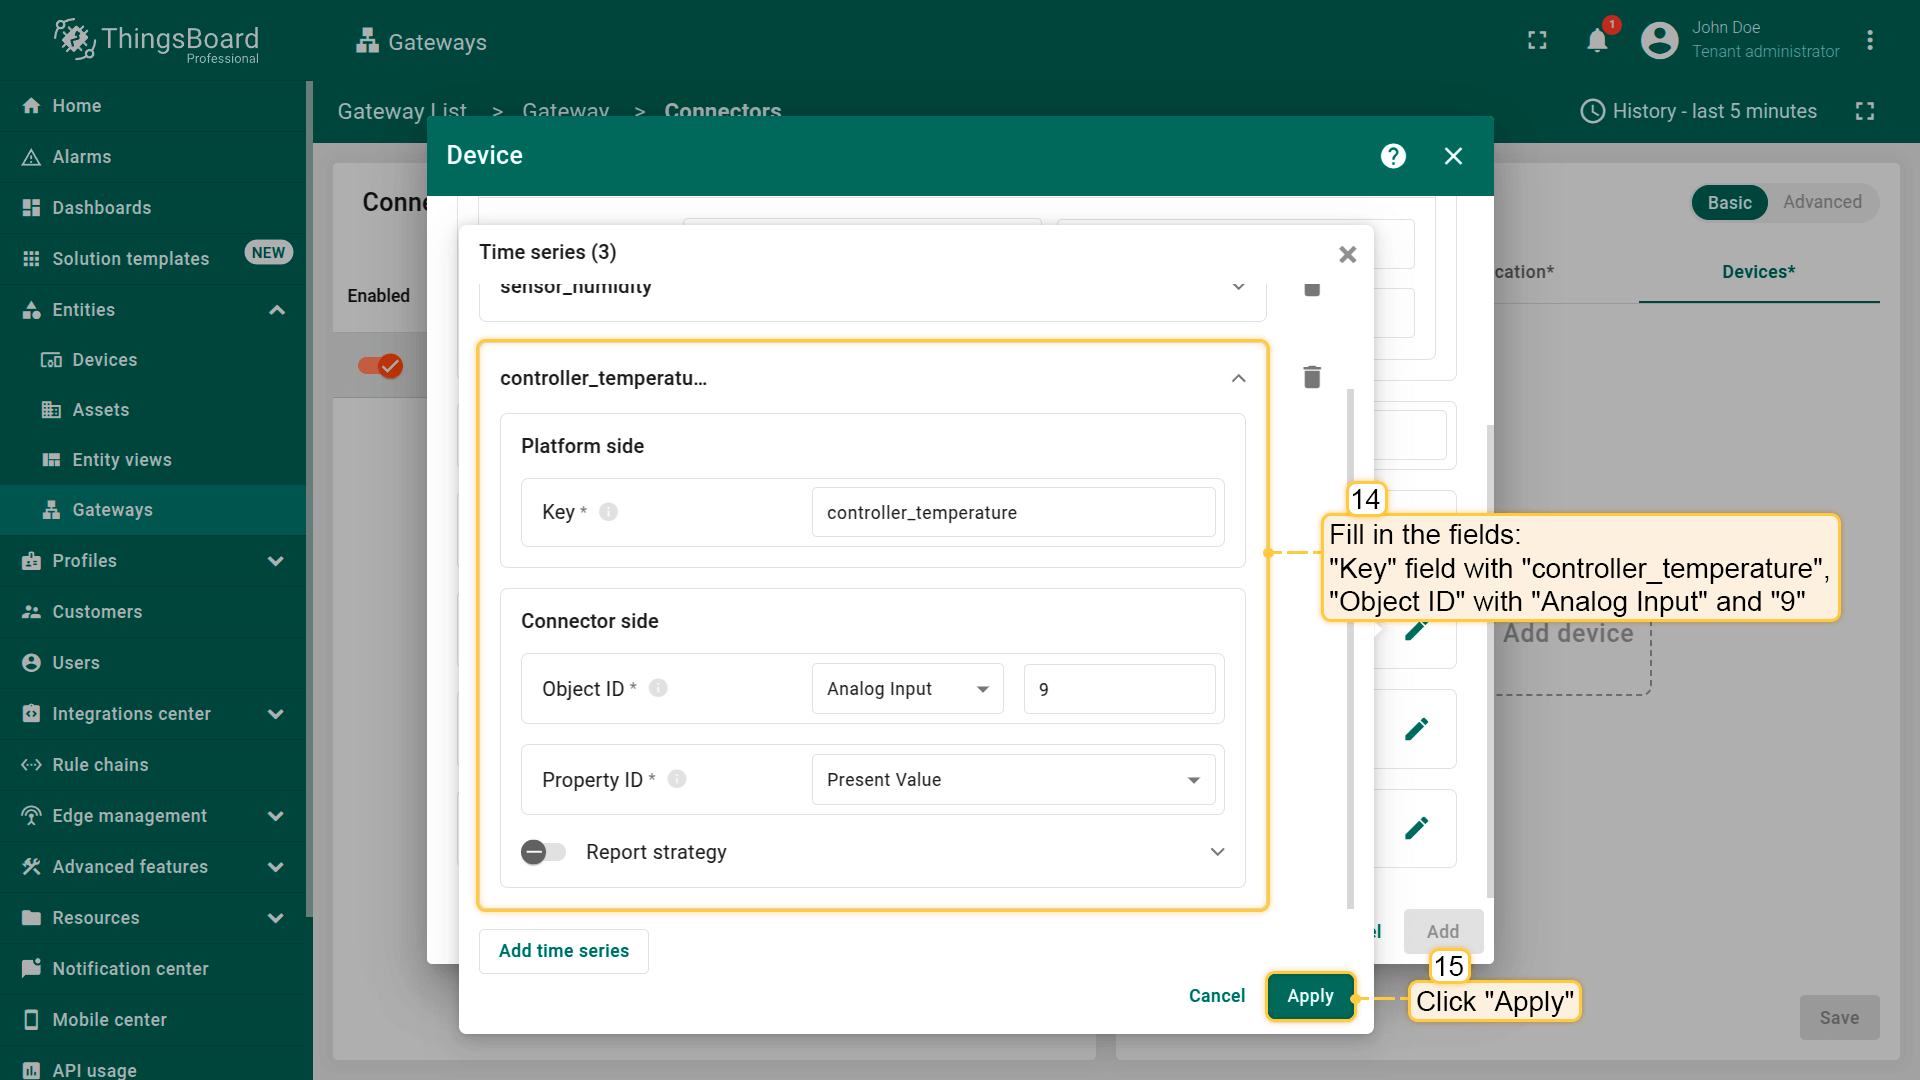 ThingsBoard
Professional
Gateways
1
John Doe
Tenant administrator
Home
Alarms
Dashboards
Solution templates
NEW
Entities
Devices
Assets
Entity views
Gateways
Profiles
Customers
Users
Integrations center
Rule chains
Edge management
Advanced features
Resources
Notification center
Mobile center
API usage
Gateway List > Gateway > Connectors
History - last 5 minutes
Conne
Enabled
Basic
Advanced
cation*
Devices*
Add device
Save
Device
?
Time series (3)
sensor_humidity
controller_temperatu...
Platform side
Key *
controller_temperature
Connector side
Object ID *
Analog Input
9
Property ID *
Present Value
Report strategy
Add time series
Cancel
Apply
el
Add
14
Fill in the fields:
"Key" field with "controller_temperature",
"Object ID" with "Analog Input" and "9"
15
Click "Apply"